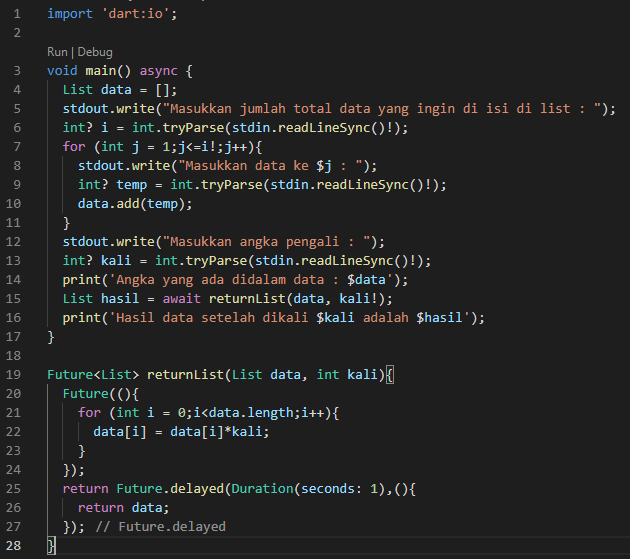 1 import 'dart:io';
2
Run | Debug
3 void main() async {
4   List data = [];
5   stdout.write("Masukkan jumlah total data yang ingin di isi di list : ");
6   int? i = int.tryParse(stdin.readLineSync()!);
7   for (int j = 1;j<=i!;j++){
8     stdout.write("Masukkan data ke $j : ");
9     int? temp = int.tryParse(stdin.readLineSync()!);
10     data.add(temp);
11   }
12   stdout.write("Masukkan angka pengali : ");
13   int? kali = int.tryParse(stdin.readLineSync()!);
14   print('Angka yang ada didalam data : $data');
15   List hasil = await returnList(data, kali!);
16   print('Hasil data setelah dikali $kali adalah $hasil');
17 }
18
19 Future<List> returnList(List data, int kali){
20   Future((){
21     for (int i = 0;i<data.length;i++){
22       data[i] = data[i]*kali;
23     }
24   });
25   return Future.delayed(Duration(seconds: 1),(){
26     return data;
27   }); // Future.delayed
28 }